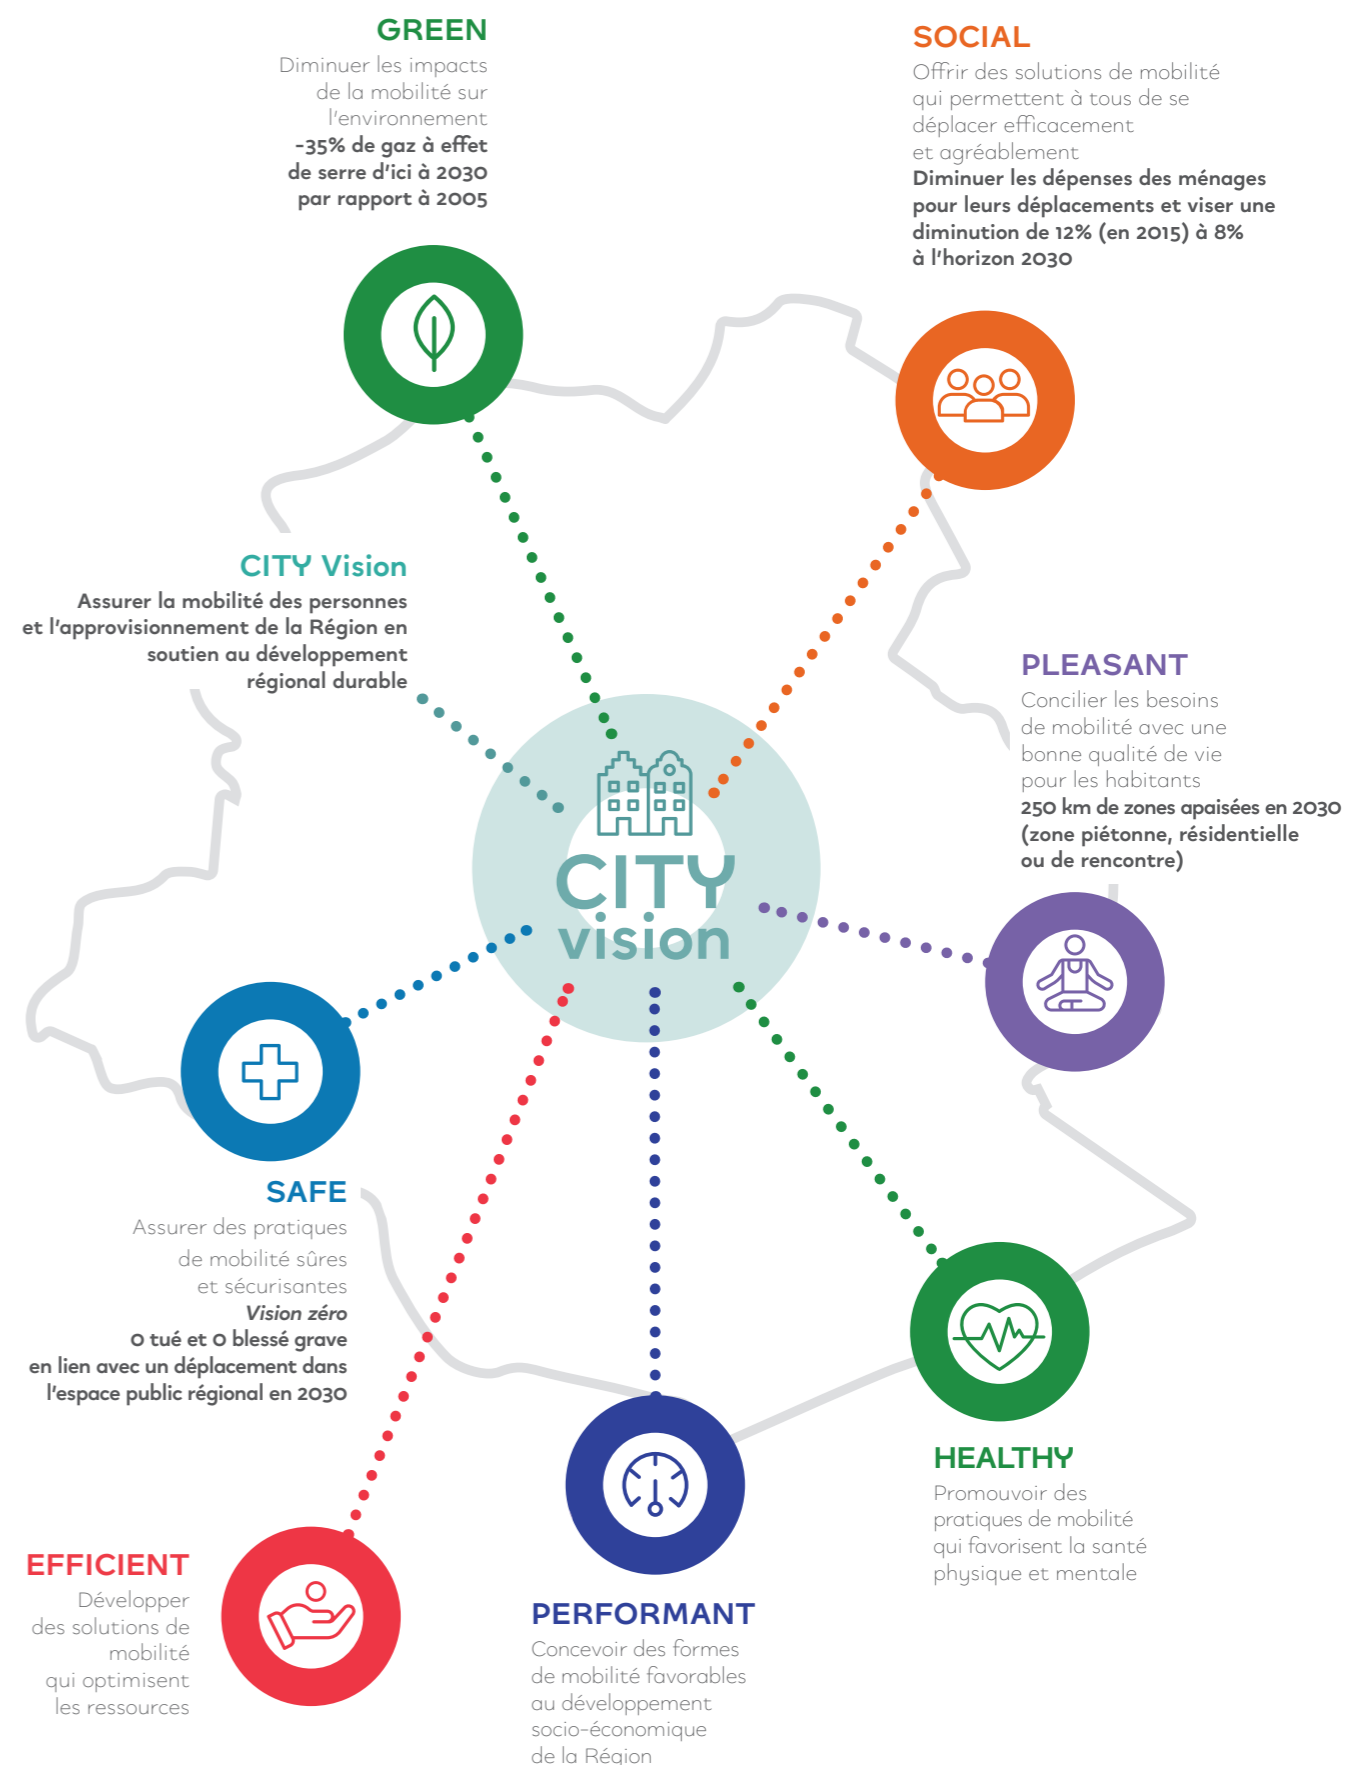 GREEN
Diminuer les impacts
de la mobilité sur
l'environnement
-35% de gaz à effet
de serre d'ici à 2030
par rapport à 2005
SOCIAL
Offrir des solutions de mobilité
qui permettent à tous de se
déplacer efficacement
et agréablement
Diminuer les dépenses des ménages
pour leurs déplacements et viser une
diminution de 12% (en 2015) à 8%
à l'horizon 2030
CITY Vision
Assurer la mobilité des personnes
et l'approvisionnement de la Région en
soutien au développement
régional durable
PLEASANT
Concilier les besoins
de mobilité avec une
bonne qualité de vie
pour les habitants
250 km de zones apaisées en 2030
(zone piétonne, résidentielle
ou de rencontre)
CITY
vision
SAFE
Assurer des pratiques
de mobilité sûres
et sécurisantes
Vision zéro
0 tué et 0 blessé grave
en lien avec un déplacement dans
l'espace public régional en 2030
HEALTHY
Promouvoir des
pratiques de mobilité
qui favorisent la santé
physique et mentale
EFFICIENT
Développer
des solutions de
mobilité
qui optimisent
les ressources
PERFORMANT
Concevoir des formes
de mobilité favorables
au développement
socio-économique
de la Région